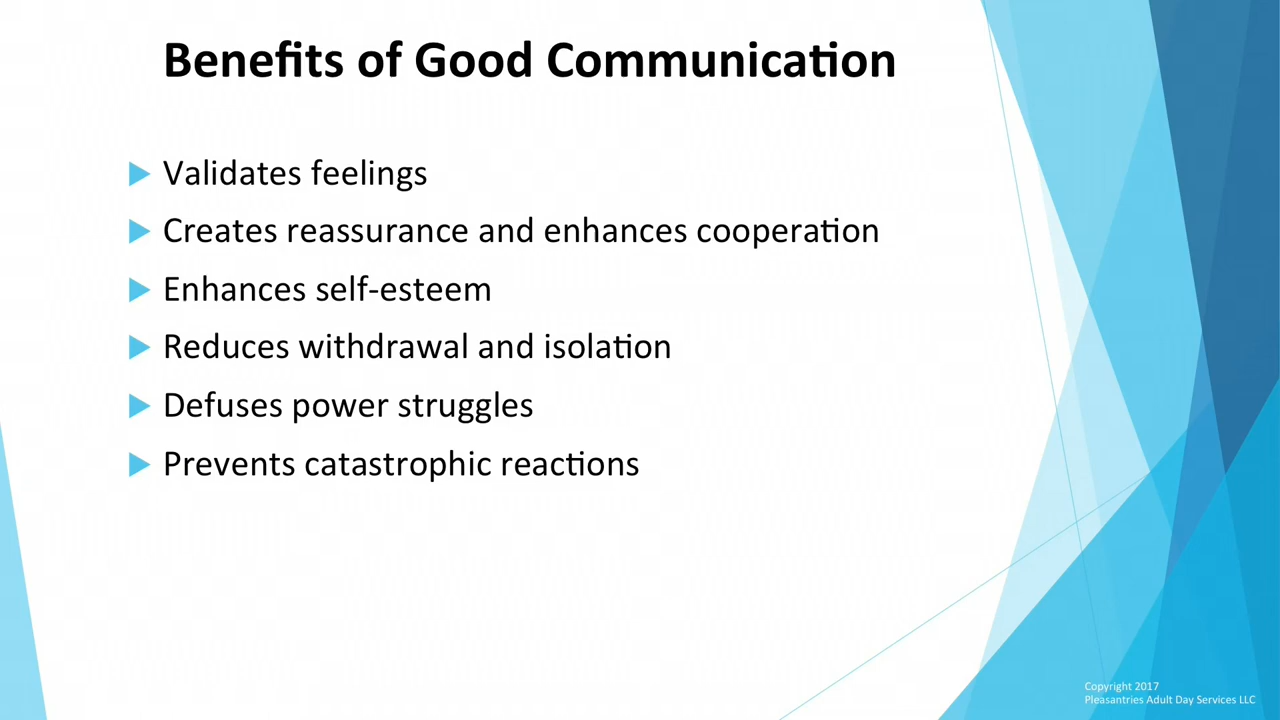 Benefits of Good Communication
Validates feelings
Creates reassurance and enhances cooperation
Enhances self-esteem
Reduces withdrawal and isolation
Defuses power struggles
Prevents catastrophic reactions
Copyright 2017
Pleasantries Adult Day Services LLC